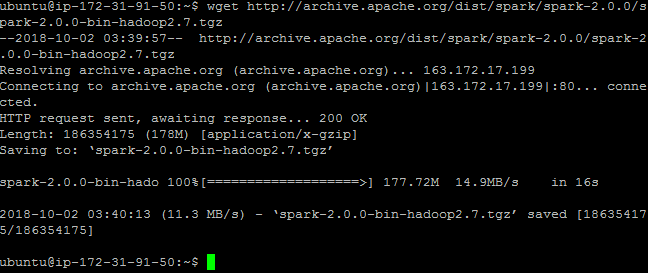 ubuntu@ip-172-31-91-50:~$ wget http://archive.apache.org/dist/spark/spark-2.0.0/s
park-2.0.0-bin-hadoop2.7.tgz
--2018-10-02 03:39:57--  http://archive.apache.org/dist/spark/spark-2.0.0/spark-2
.0.0-bin-hadoop2.7.tgz
Resolving archive.apache.org (archive.apache.org)... 163.172.17.199
Connecting to archive.apache.org (archive.apache.org)|163.172.17.199|:80... conne
cted.
HTTP request sent, awaiting response... 200 OK
Length: 186354175 (178M) [application/x-gzip]
Saving to: ‘spark-2.0.0-bin-hadoop2.7.tgz’
spark-2.0.0-bin-hado 100%[===================>] 177.72M  14.9MB/s    in 16s
2018-10-02 03:40:13 (11.3 MB/s) - ‘spark-2.0.0-bin-hadoop2.7.tgz’ saved [18635417
5/186354175]
ubuntu@ip-172-31-91-50:~$